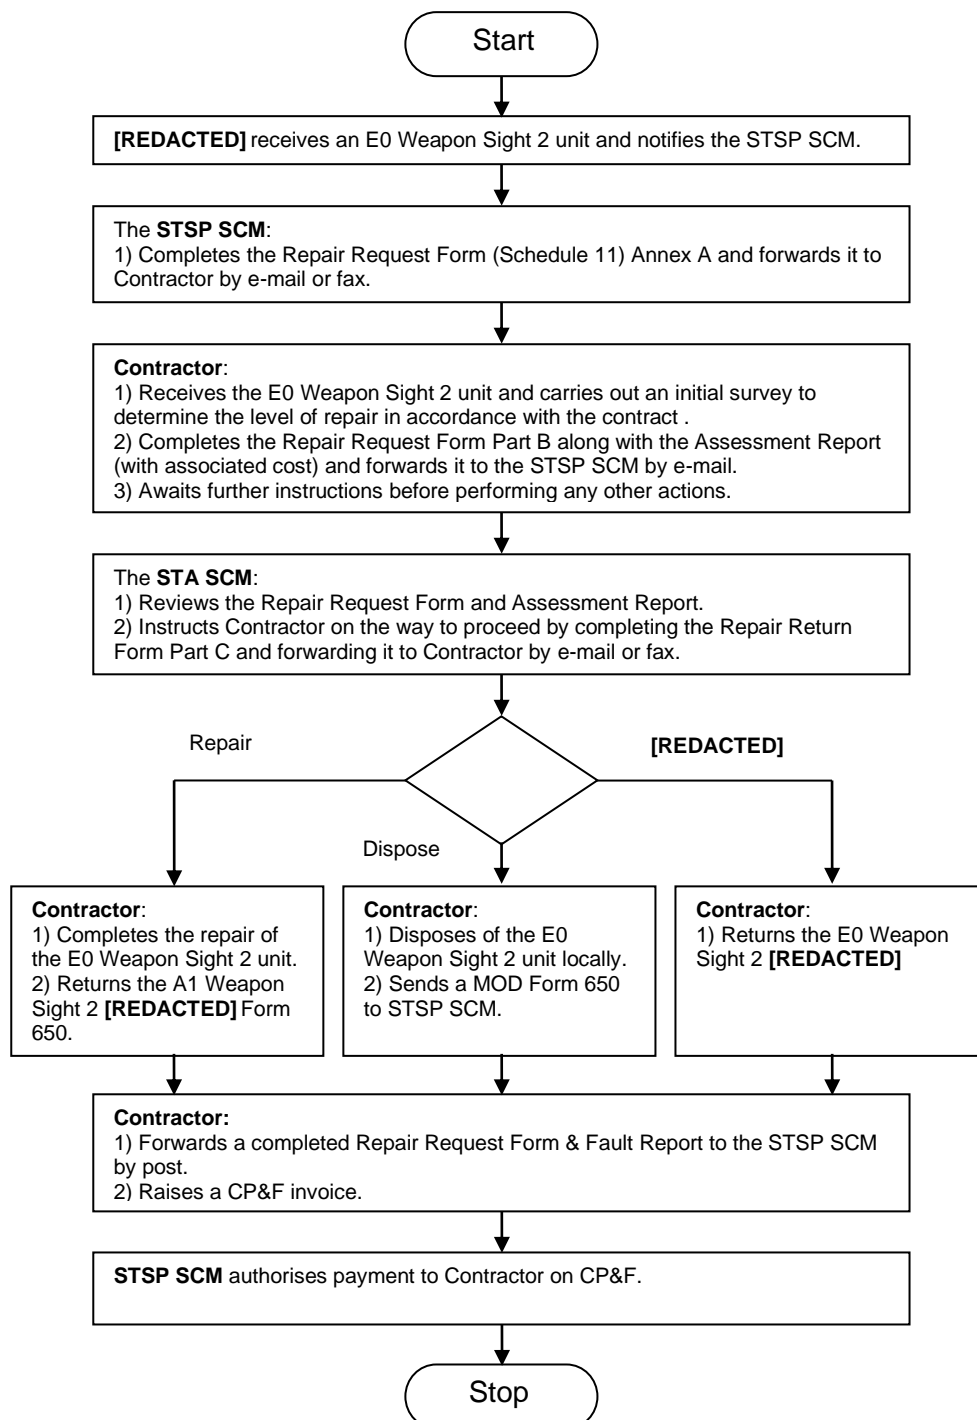 Start
[REDACTED] receives an E0 Weapon Sight 2 unit and notifies the STSP SCM.
The STSP SCM:
1) Completes the Repair Request Form (Schedule 11) Annex A and forwards it to
Contractor by e-mail or fax.
Contractor:
1) Receives the E0 Weapon Sight 2 unit and carries out an initial survey to
determine the level of repair in accordance with the contract .
2) Completes the Repair Request Form Part B along with the Assessment Report
(with associated cost) and forwards it to the STSP SCM by e-mail.
3) Awaits further instructions before performing any other actions.
The STA SCM:
1) Reviews the Repair Request Form and Assessment Report.
2) Instructs Contractor on the way to proceed by completing the Repair Return
Form Part C and forwarding it to Contractor by e-mail or fax.
Repair
[REDACTED]
Dispose
Contractor:
1) Completes the repair of
the E0 Weapon Sight 2 unit.
2) Returns the A1 Weapon
Sight 2 [REDACTED] Form
650.
Contractor:
1) Disposes of the E0
Weapon Sight 2 unit locally.
2) Sends a MOD Form 650
to STSP SCM.
Contractor:
1) Returns the E0 Weapon
Sight 2 [REDACTED]
Contractor:
1) Forwards a completed Repair Request Form & Fault Report to the STSP SCM
by post.
2) Raises a CP&F invoice.
STSP SCM authorises payment to Contractor on CP&F.
Stop